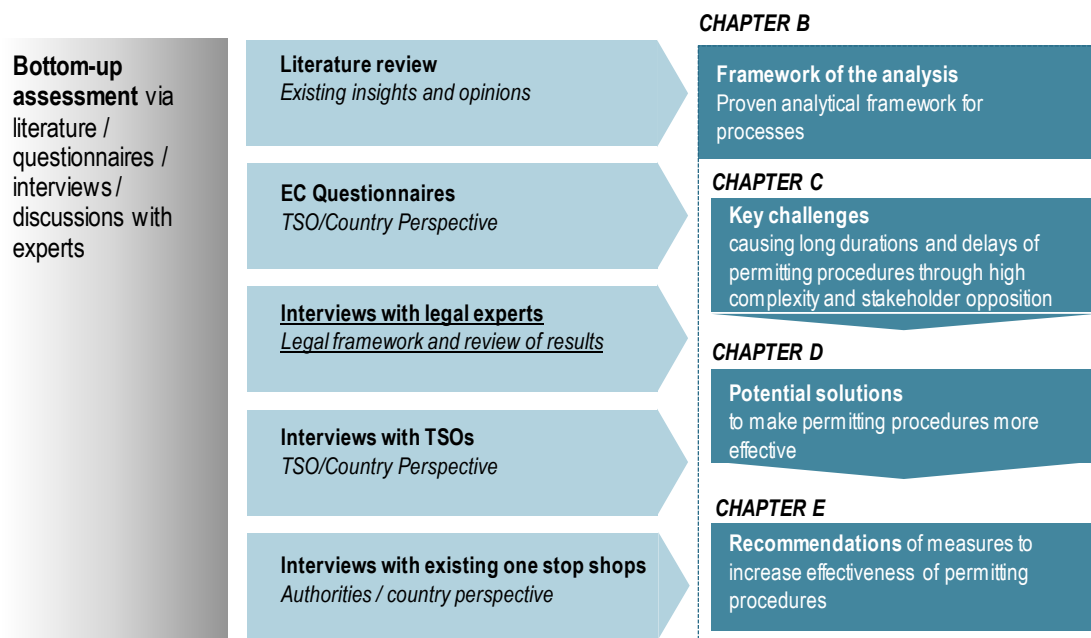 Bottom-up
assessment via
literature /
questionnaires /
interviews /
discussions with
experts
Literature review
Existing insights and opinions
EC Questionnaires
TSO/Country Perspective
Interviews with legal experts
Legal framework and review of results
Interviews with TSOs
TSO/Country Perspective
Interviews with existing one stop shops
Authorities / country perspective
CHAPTER B
Framework of the analysis
Proven analytical framework for
processes
CHAPTER C
Key challenges
causing long durations and delays of
permitting procedures through high
complexity and stakeholder opposition
CHAPTER D
Potential solutions
to make permitting procedures more
effective
CHAPTER E
Recommendations of measures to
increase effectiveness of permitting
procedures